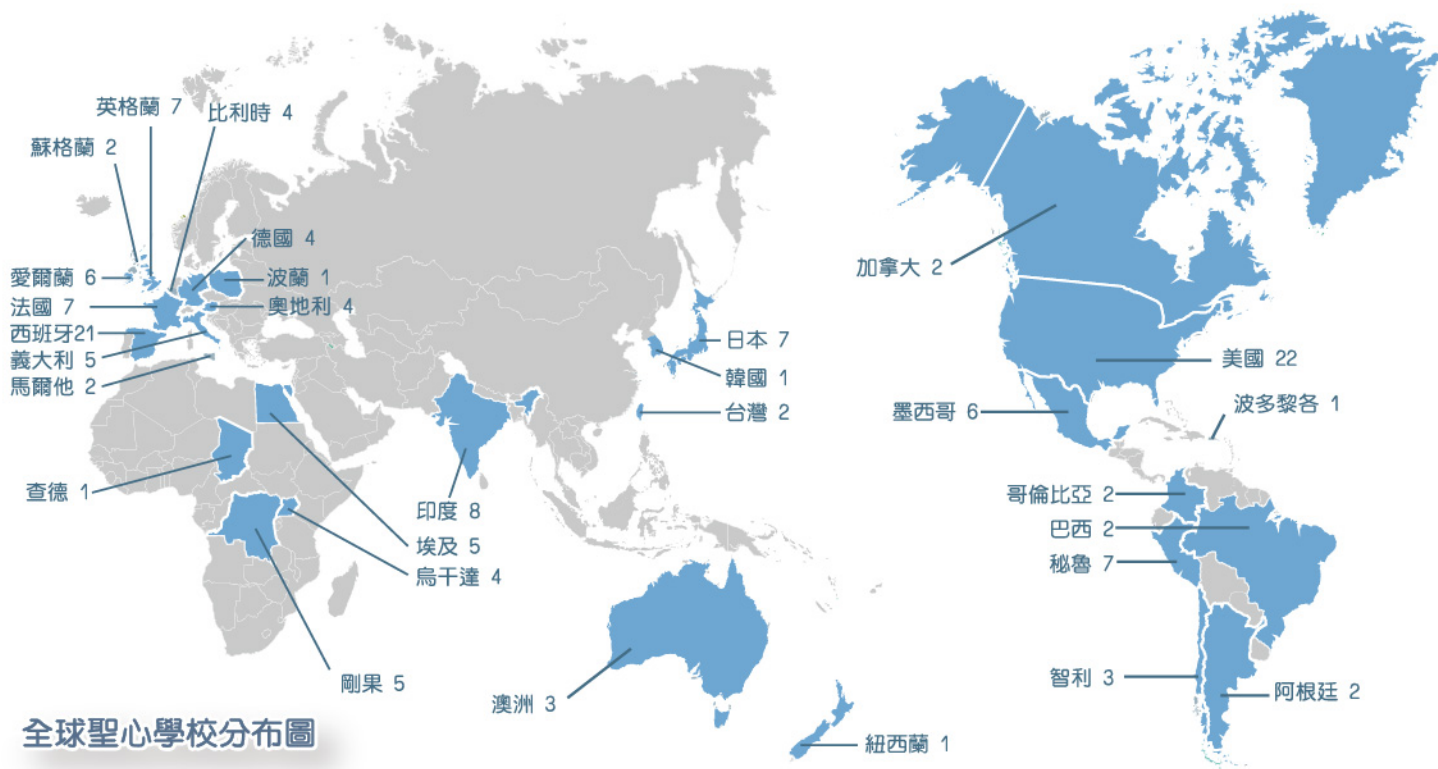 英格蘭 7
比利時 4
蘇格蘭 2
德國 4
愛爾蘭 6
波蘭 1
法國 7
奧地利 4
西班牙21
義大利 5
馬爾他 2
日本 7
韓國 1
台灣 2
查德 1
印度 8
埃及 5
烏干達 4
剛果 5
澳洲 3
紐西蘭 1
加拿大 2
美國 22
墨西哥 6
波多黎各 1
哥倫比亞 2
巴西 2
秘魯 7
智利 3
阿根廷 2
全球聖心學校分布圖